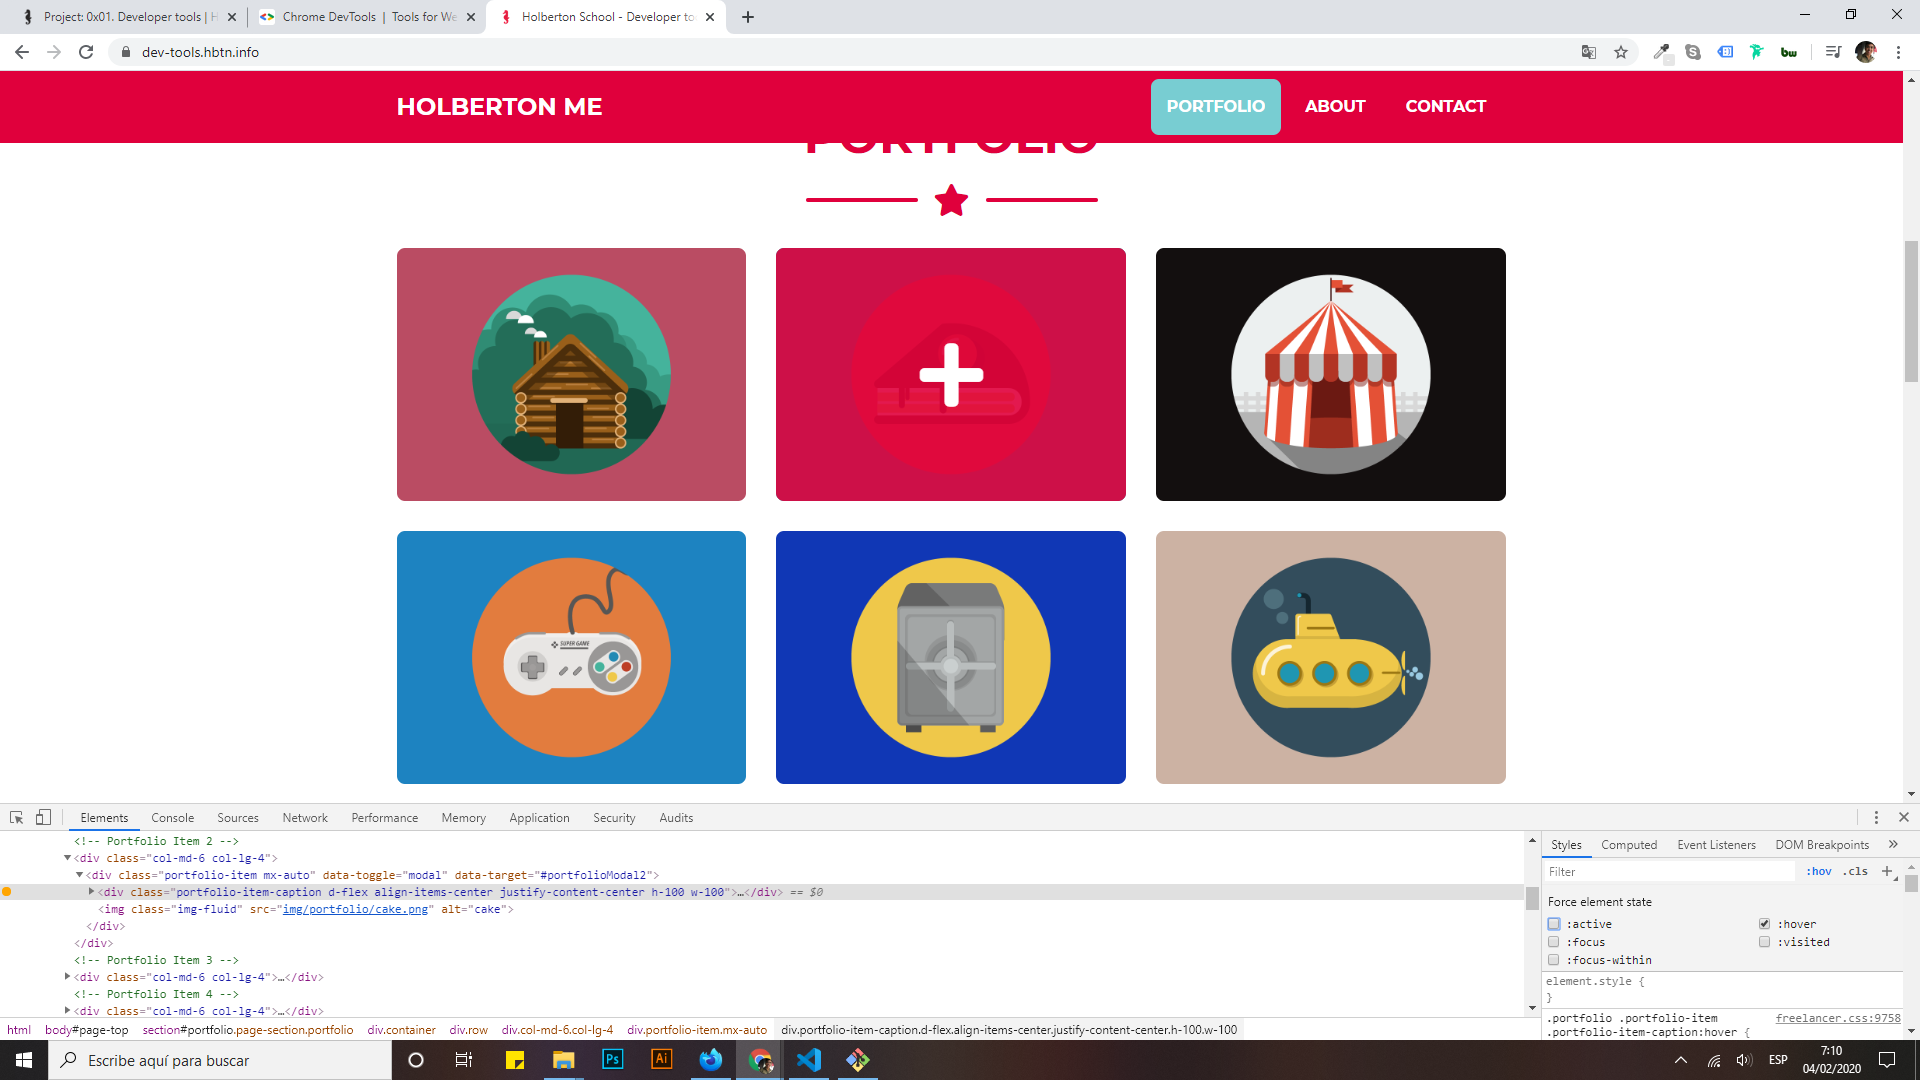 Project: 0x01. Developer tools | H
Chrome DevTools | Tools for We
Holberton School - Developer to
dev-tools.hbtn.info
bw
HOLBERTON ME
PORTFOLIO
ABOUT
CONTACT
PORTFOLIO
SUPER GAME
Elements
Console
Sources
Network
Performance
Memory
Application
Security
Audits
<!-- Portfolio Item 2 -->
<div class="col-md-6 col-lg-4">
<div class="portfolio-item mx-auto" data-toggle="modal" data-target="#portfolioModal2">
<div class="portfolio-item-caption d-flex align-items-center justify-content-center h-100 w-100">…</div> == $0
<img class="img-fluid" src="img/portfolio/cake.png" alt="cake">
</div>
</div>
<!-- Portfolio Item 3 -->
<div class="col-md-6 col-lg-4">…</div>
<!-- Portfolio Item 4 -->
<div class="col-md-6 col-lg-4">…</div>
html
body#page-top
section#portfolio.page-section.portfolio
div.container
div.row
div.col-md-6.col-lg-4
div.portfolio-item.mx-auto
div.portfolio-item-caption.d-flex.align-items-center.justify-content-center.h-100.w-100
Styles
Computed
Event Listeners
DOM Breakpoints
»
Filter
:hov
.cls
Force element state
:active
:hover
:focus
:visited
:focus-within
element.style {
}
.portfolio .portfolio-item
freelancer.css:9758
.portfolio-item-caption:hover {
Escribe aquí para buscar
Ps
Ai
ESP
7:10
04/02/2020